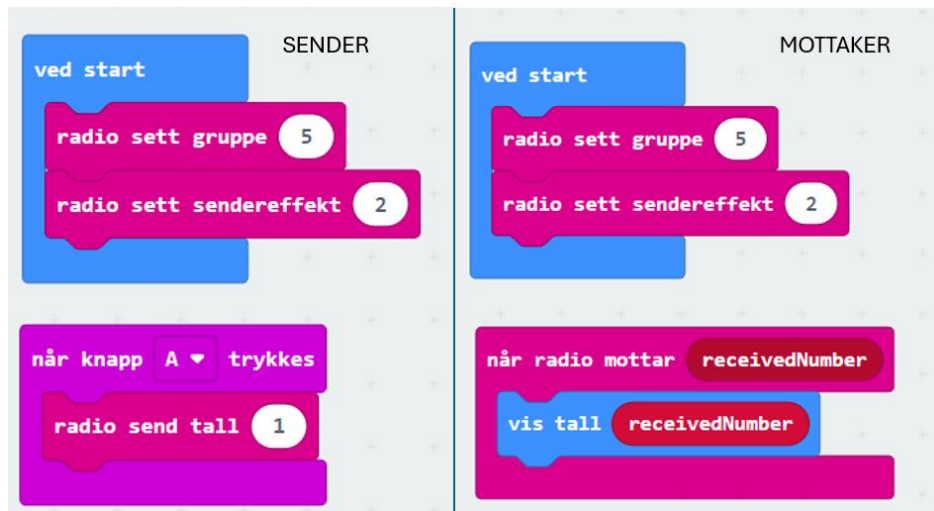 SENDER
ved start
radio sett gruppe 5
radio sett sendereffekt 2
når knapp A trykkes
radio send tall 1
MOTTAKER
ved start
radio sett gruppe 5
radio sett sendereffekt 2
når radio mottar receivedNumber
vis tall receivedNumber